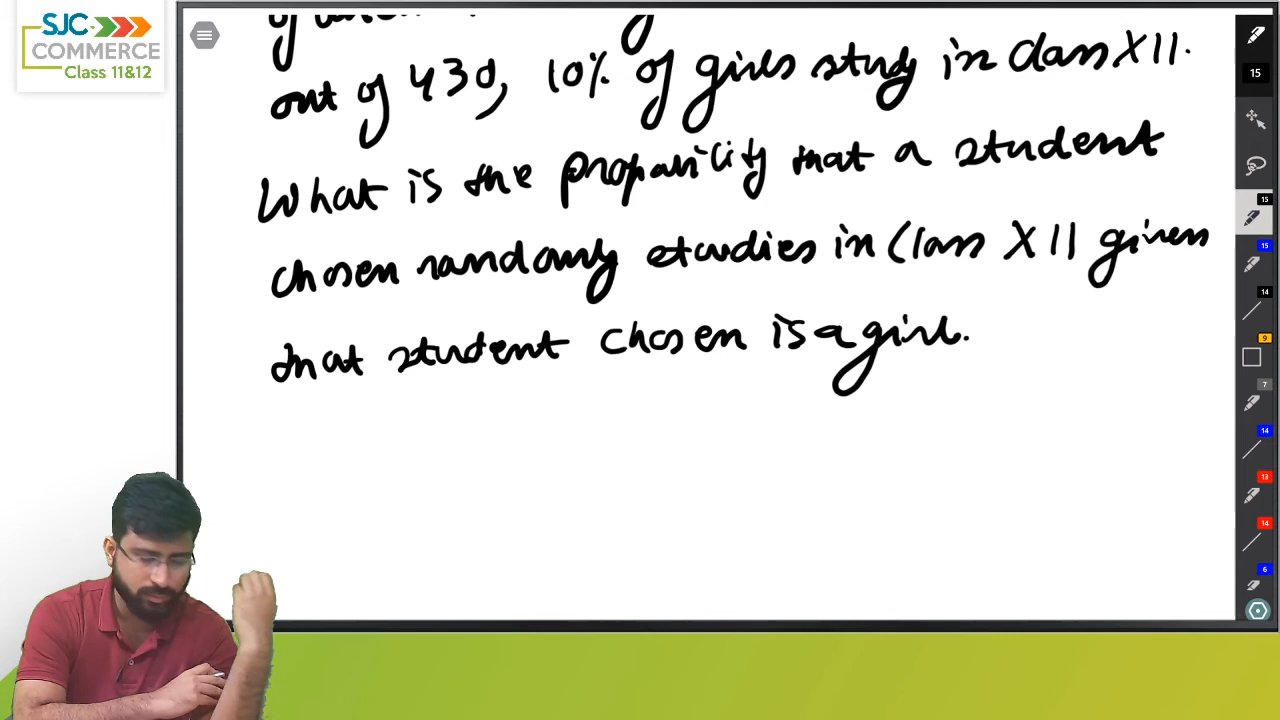 SJC
COMMERCE
Class 11&12
of
out of 430, 10% of girls study in class XII.
What is the probability that a student
chosen randomly studies in Class XII given
that student chosen is a girl.
15
15
15
14
9
7
14
13
14
6